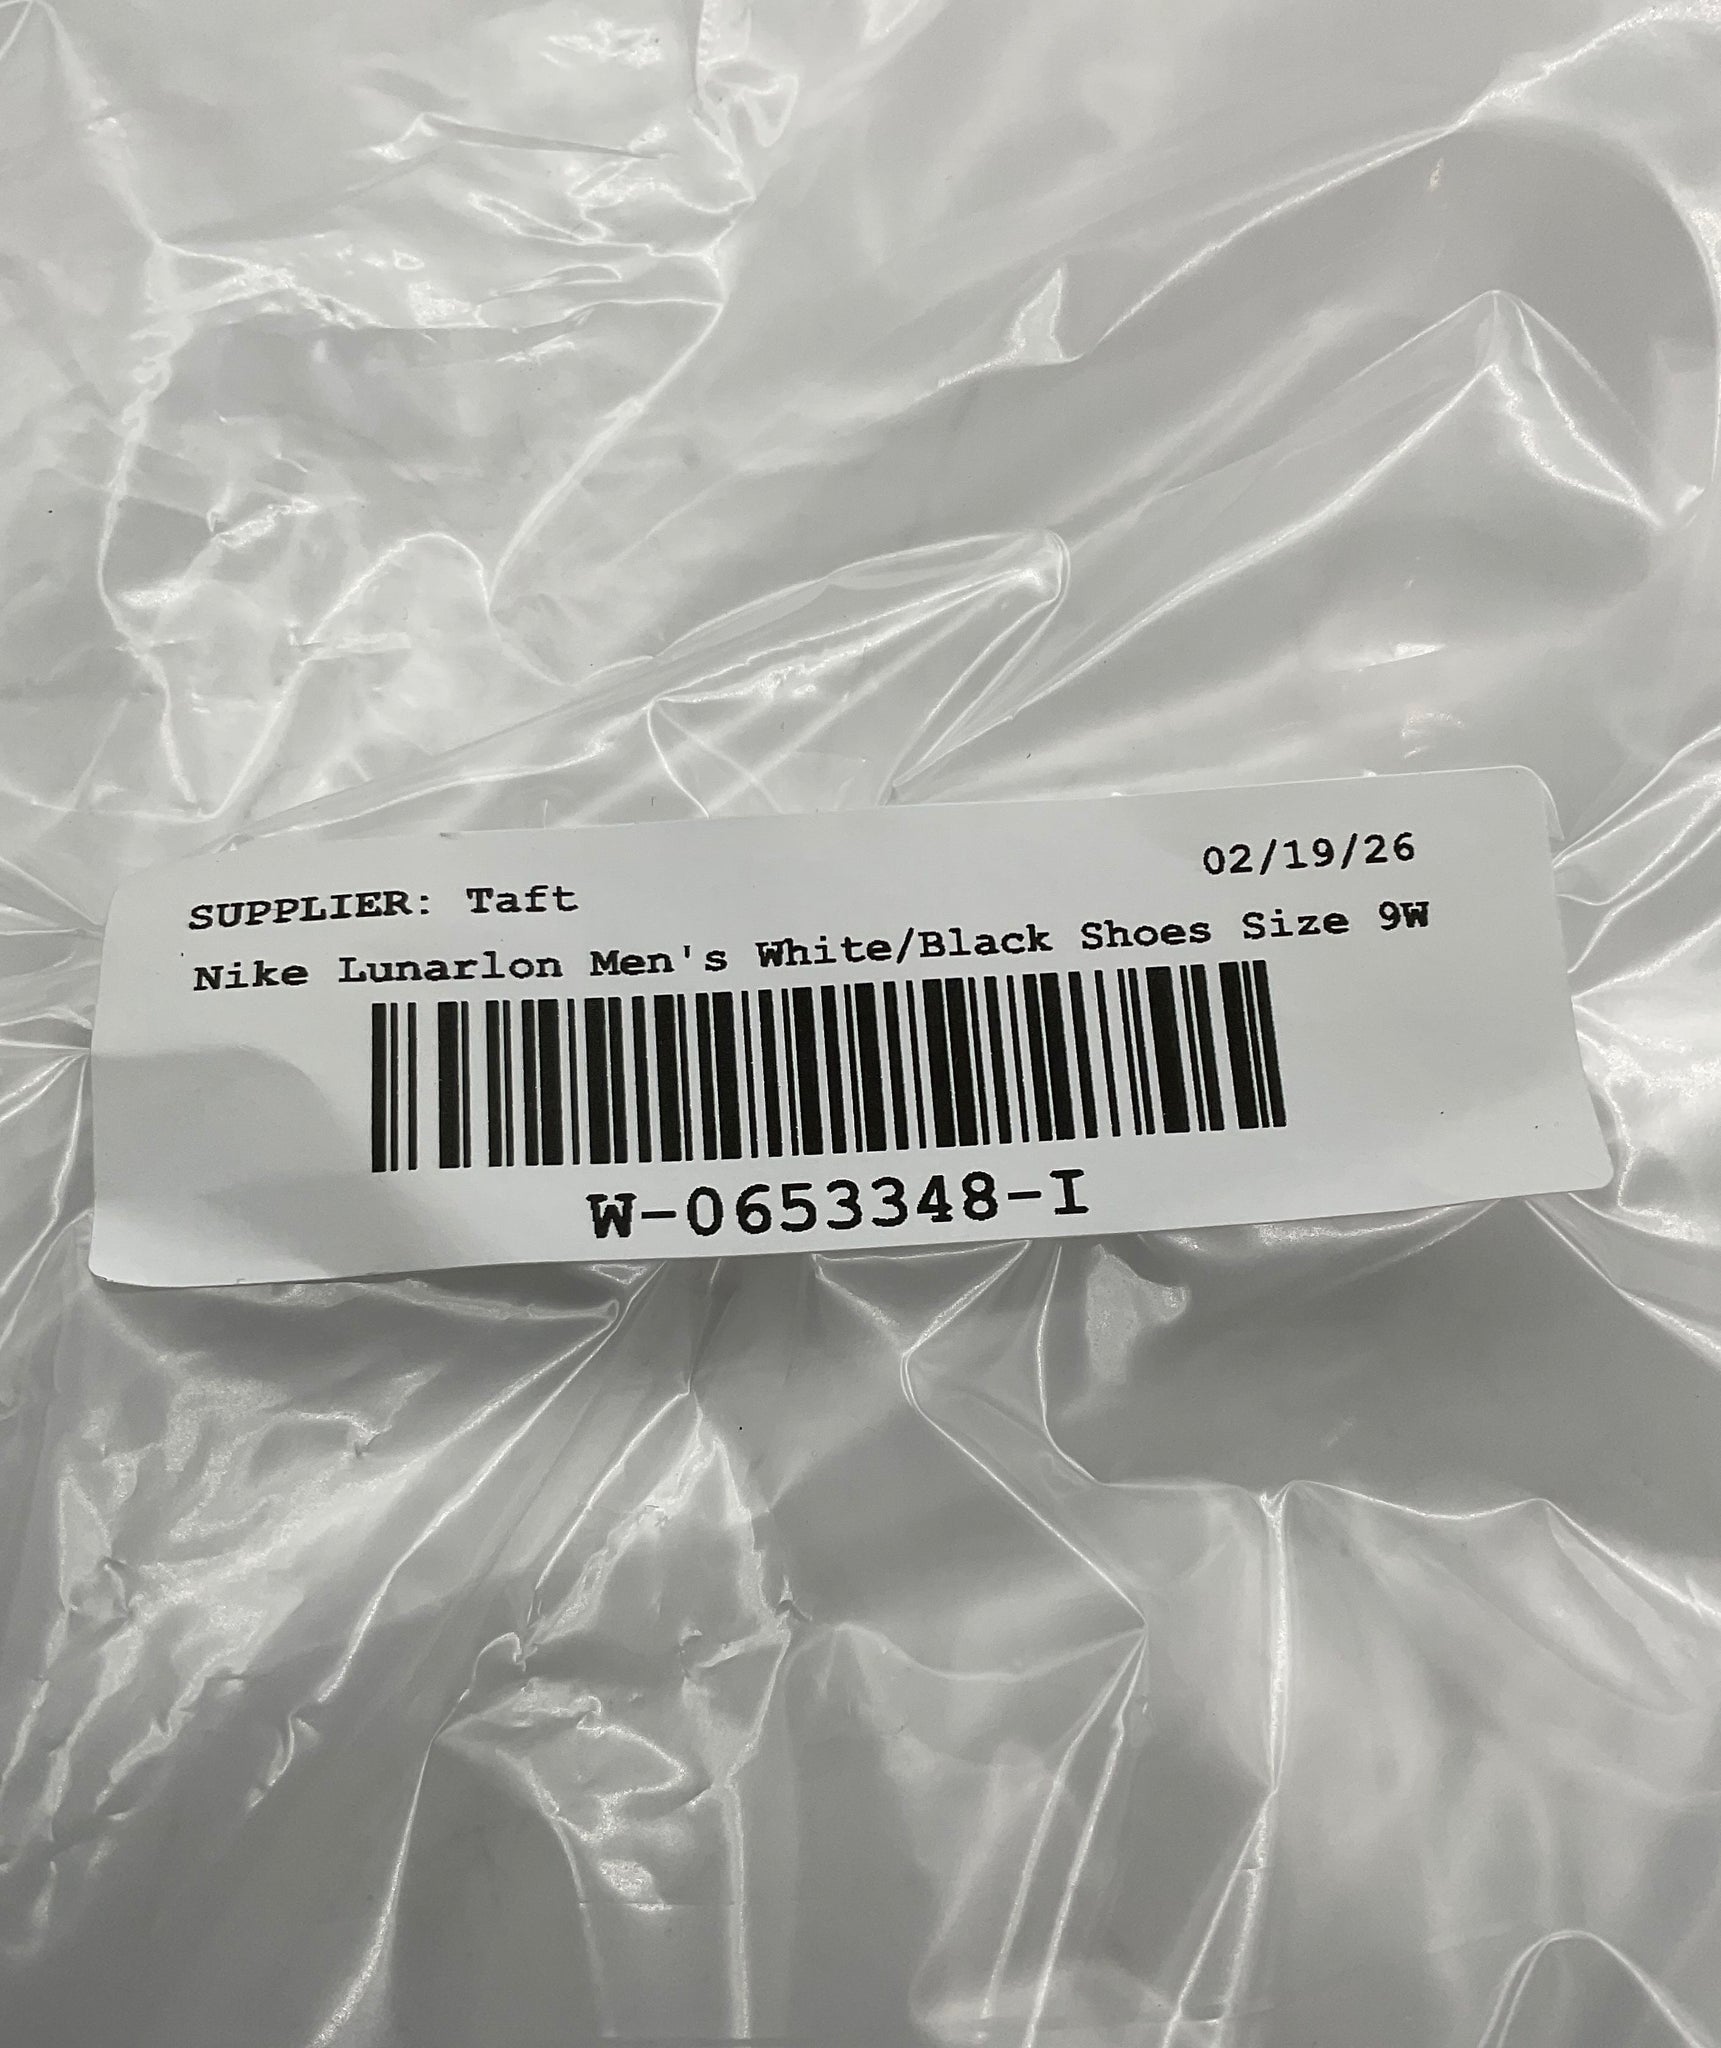 02/19/26
SUPPLIER: Taft
Nike Lunarlon Men's White/Black Shoes Size 9W
W-0653348-I